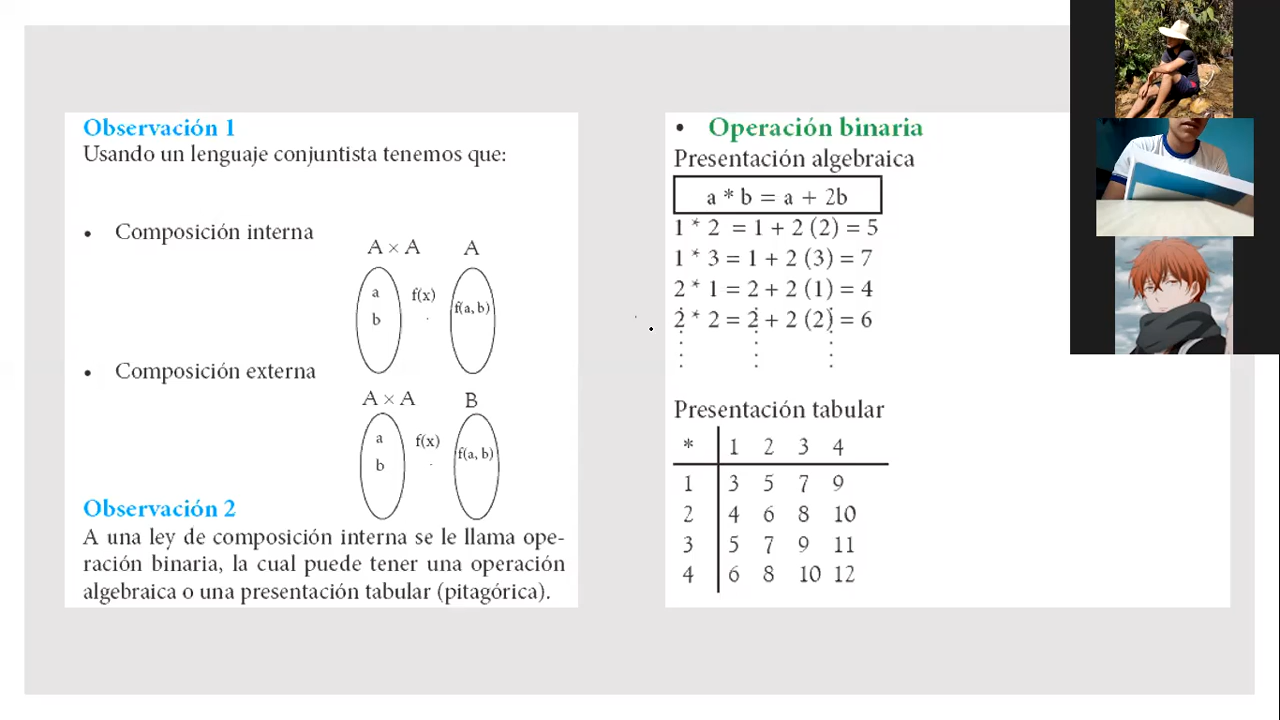 Observación 1
Usando un lenguaje conjuntista tenemos que:
• Composición interna
A × A A
a
b
f(x)
f(a, b)
• Composición externa
A × A B
a
b
f(x)
f(a, b)
Observación 2
A una ley de composición interna se le llama ope-
ración binaria, la cual puede tener una operación
algebraica o una presentación tabular (pitagórica).
• Operación binaria
Presentación algebraica
a * b = a + 2b
1 * 2 = 1 + 2 (2) = 5
1 * 3 = 1 + 2 (3) = 7
2 * 1 = 2 + 2 (1) = 4
2 * 2 = 2 + 2 (2) = 6
Presentación tabular
* 1 2 3 4
1 3 5 7 9
2 4 6 8 10
3 5 7 9 11
4 6 8 10 12